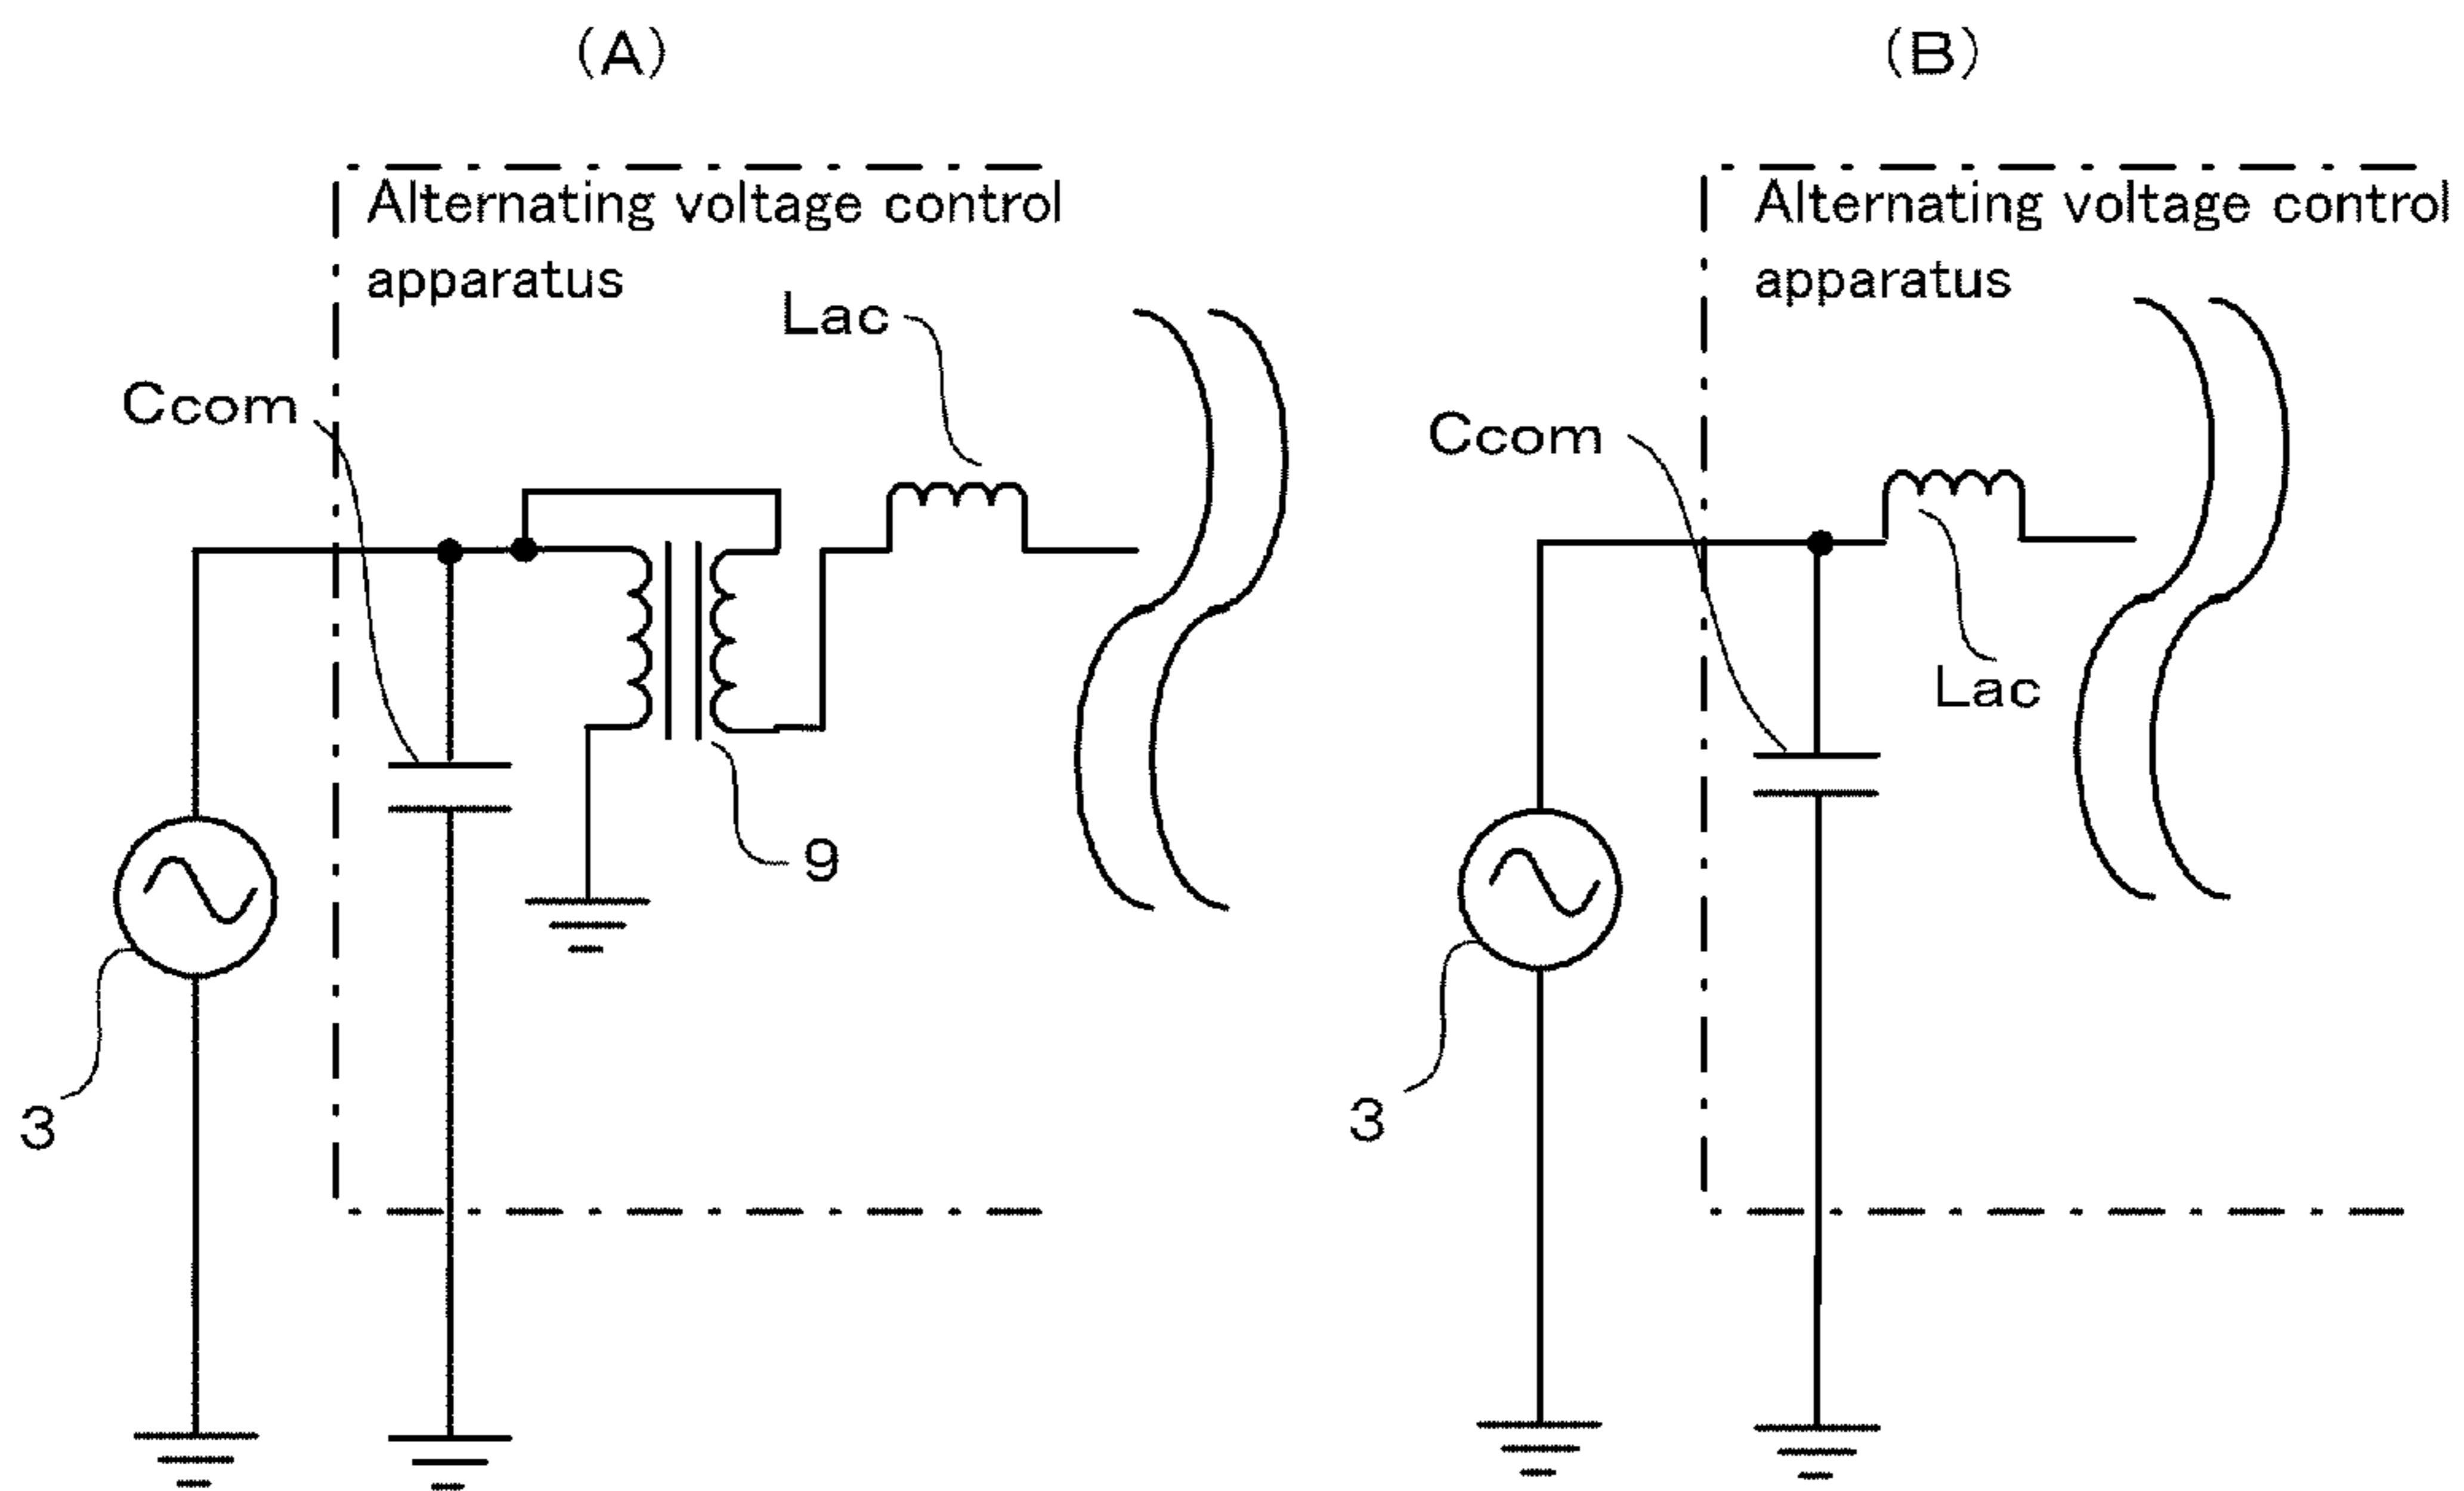 (A)
Alternating voltage control
apparatus
Lac
Ccom
9
3
(B)
Alternating voltage control
apparatus
Ccom
Lac
3